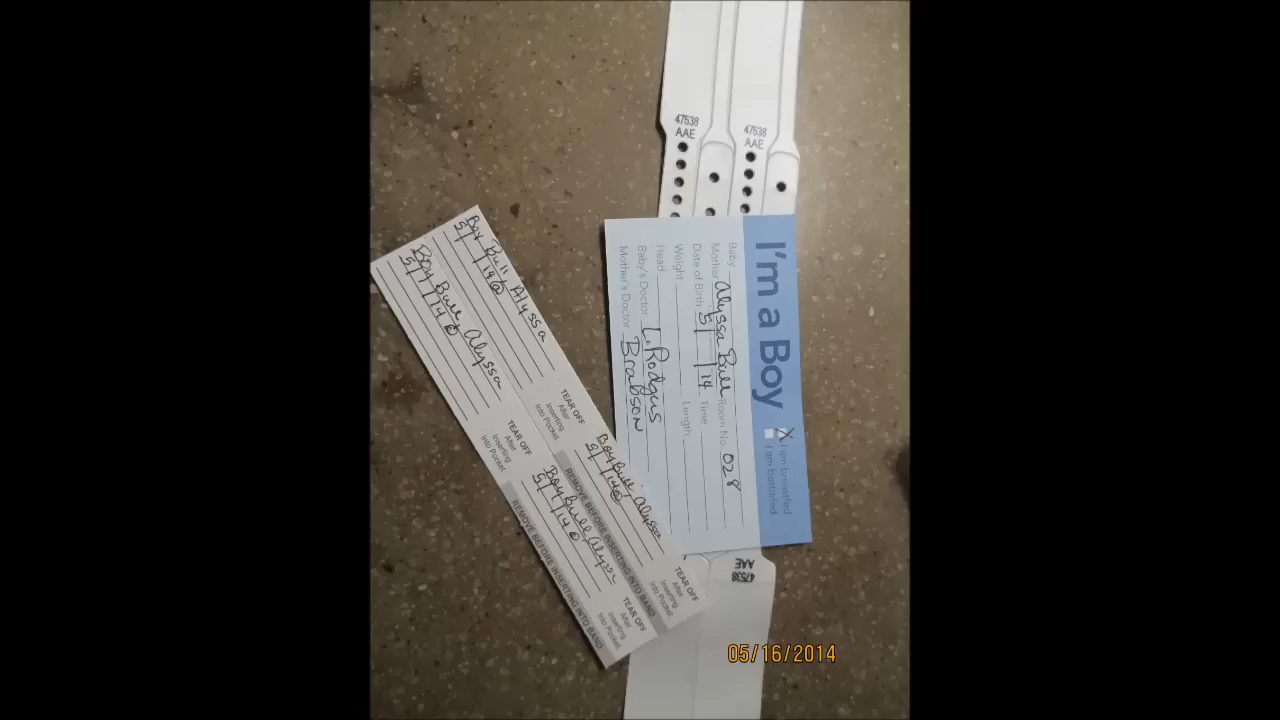 47538
AAE
47538
AAE
I'm a Boy
X I am breastfed
I am bottlefed
Baby
Mother Alyssa Bull Room No. 028
Date of Birth 5/ /14 Time
Weight Length
Head
Baby's Doctor L. Rodgers
Mother's Doctor Brabson
47538
AAE
Boy Bull, Alyssa
5/ /14
TEAR OFF
After
Inserting
Into Pocket
Boy Bull, Alyssa
5/ /14
TEAR OFF
After
Inserting
Into Pocket
Boy Bull, Alyssa
5/ /14
REMOVE BEFORE INSERTING INTO BAND
TEAR OFF
After
Inserting
Into Pocket
Boy Bull, Alyssa
5/ /14
REMOVE BEFORE INSERTING INTO BAND
TEAR OFF
After
Inserting
Into Pocket
05/16/2014